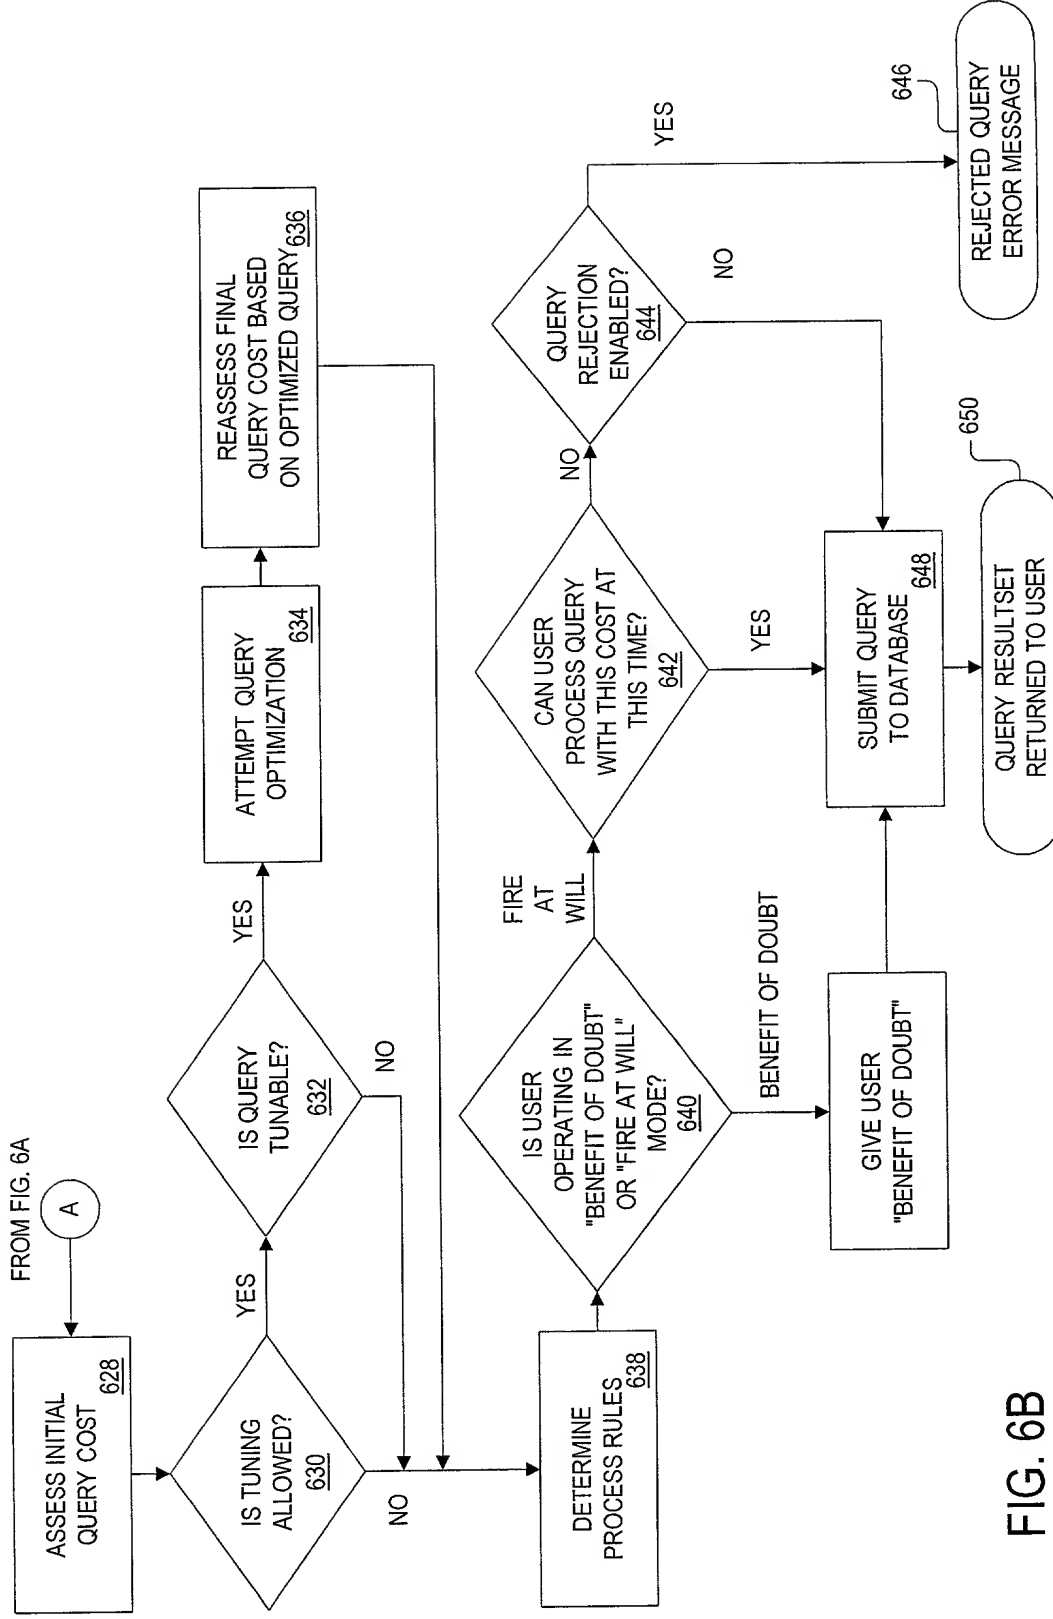 FROM FIG. 6A
A
ASSESS INITIAL
QUERY COST
628
IS TUNING
ALLOWED?
630
YES
NO
IS QUERY
TUNABLE?
632
YES
NO
ATTEMPT QUERY
OPTIMIZATION
634
REASSESS FINAL
QUERY COST BASED
ON OPTIMIZED QUERY
636
DETERMINE
PROCESS RULES
638
IS USER
OPERATING IN
"BENEFIT OF DOUBT"
OR "FIRE AT WILL"
MODE?
640
FIRE
AT
WILL
BENEFIT OF DOUBT
GIVE USER
"BENEFIT OF DOUBT"
CAN USER
PROCESS QUERY
WITH THIS COST AT
THIS TIME?
642
NO
YES
QUERY
REJECTION
ENABLED?
644
YES
NO
646
REJECTED QUERY
ERROR MESSAGE
SUBMIT QUERY
TO DATABASE
648
650
QUERY RESULTSET
RETURNED TO USER
FIG. 6B